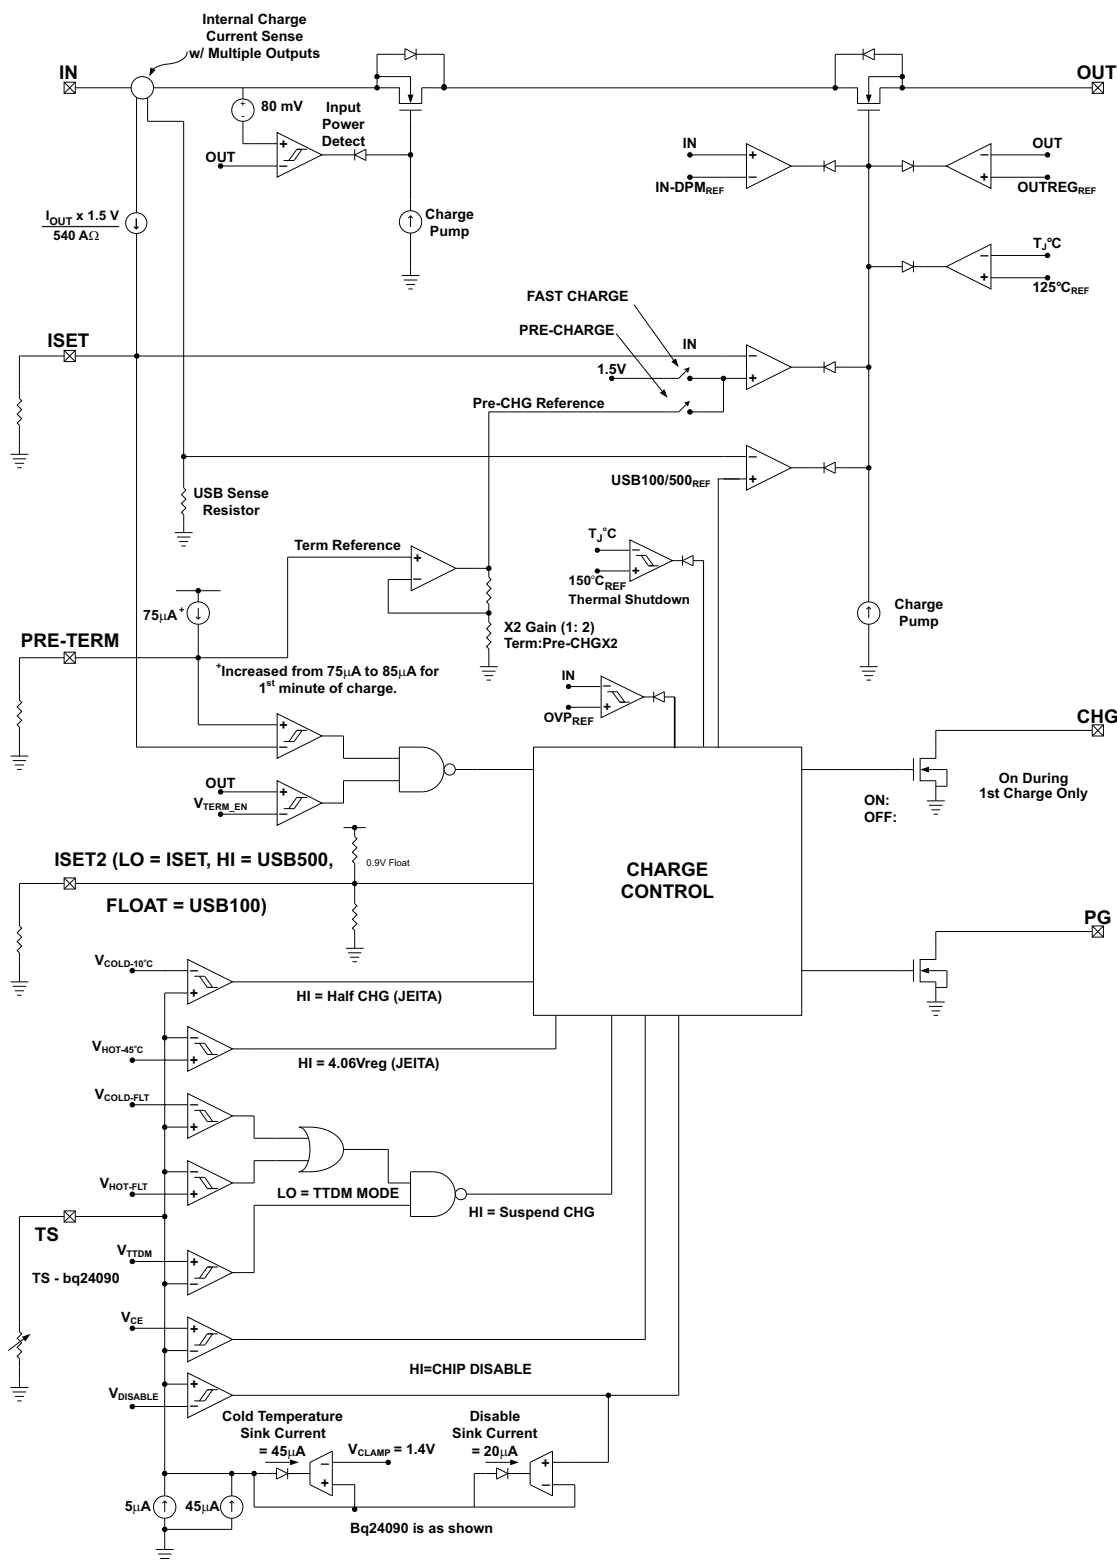 Internal Charge
Current Sense
w/ Multiple Outputs
IN
OUT
80 mV
Input
Power
Detect
OUT
+
-
IN
IN-DPMREF
OUT
OUTREGREF
IOUT x 1.5 V
540 AΩ
Charge
Pump
TJ°C
125°CREF
FAST CHARGE
PRE-CHARGE
ISET
IN
1.5V
Pre-CHG Reference
USB100/500REF
USB Sense
Resistor
Term Reference
TJ°C
150°CREF
Thermal Shutdown
75µA+
X2 Gain (1: 2)
Term:Pre-CHGX2
Charge
Pump
PRE-TERM
+Increased from 75µA to 85µA for
1st minute of charge.
IN
OVPREF
CHG
OUT
VTERM_EN
On During
1st Charge Only
ON:
OFF:
ISET2 (LO = ISET, HI = USB500,
FLOAT = USB100)
0.9V Float
CHARGE
CONTROL
PG
VCOLD-10°C
HI = Half CHG (JEITA)
VHOT-45°C
HI = 4.06Vreg (JEITA)
VCOLD-FLT
VHOT-FLT
LO = TTDM MODE
HI = Suspend CHG
TS
VTTDM
TS - bq24090
VCE
HI=CHIP DISABLE
VDISABLE
Cold Temperature
Sink Current
= 45µA
VCLAMP = 1.4V
Disable
Sink Current
= 20µA
5µA
45µA
Bq24090 is as shown